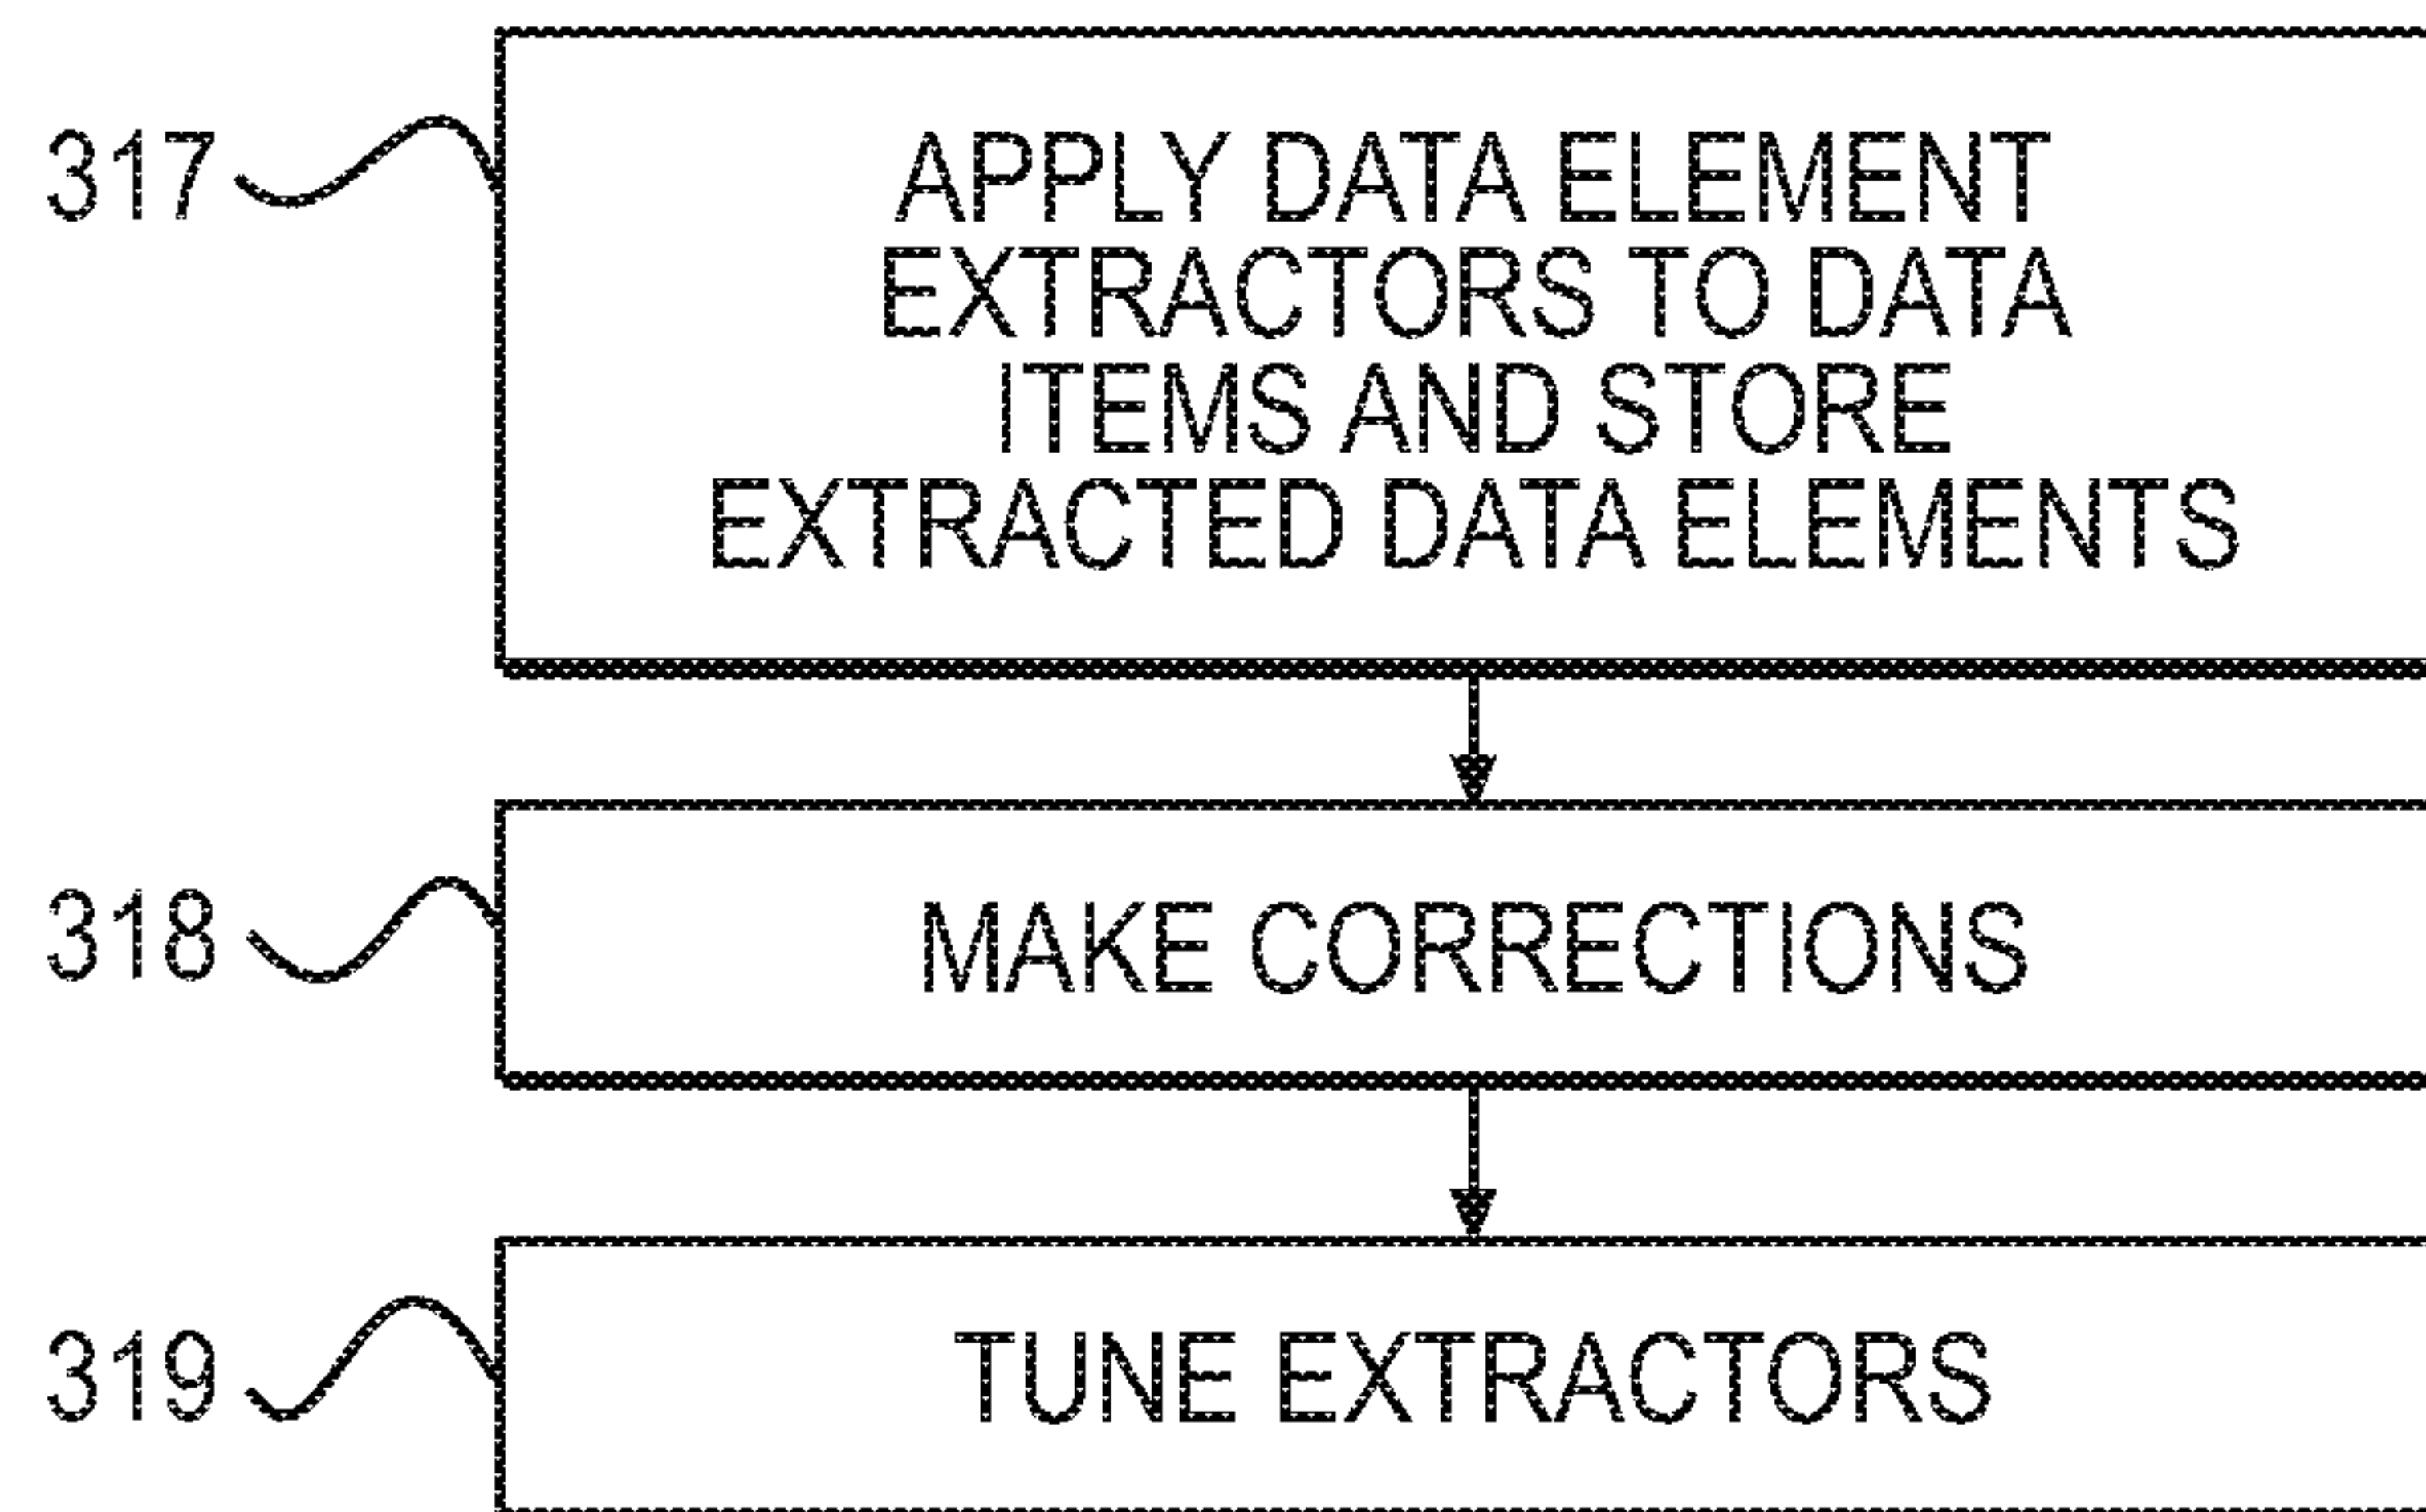 317
APPLY DATA ELEMENT
EXTRACTORS TO DATA
ITEMS AND STORE
EXTRACTED DATA ELEMENTS
318
MAKE CORRECTIONS
319
TUNE EXTRACTORS